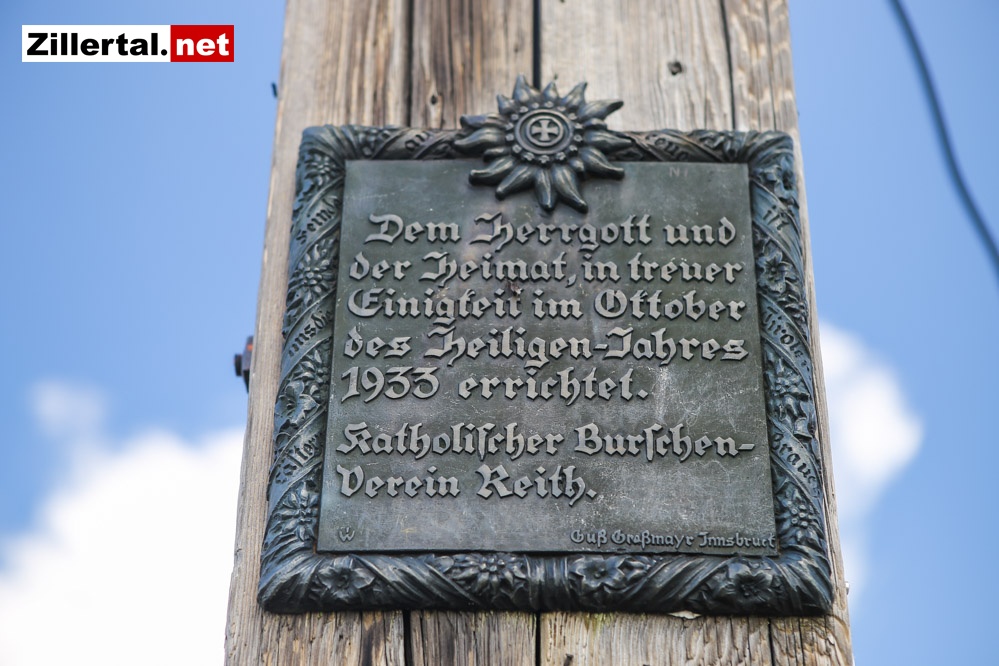 Zillertal.net
Dem Herrgott und
der Heimat, in treuer
Einigkeit im Oktober
des Heiligen-Jahres
1933 errichtet.
Katholischer Burschen-
Verein Reith.
W
Guß Graßmayr Innsbruck